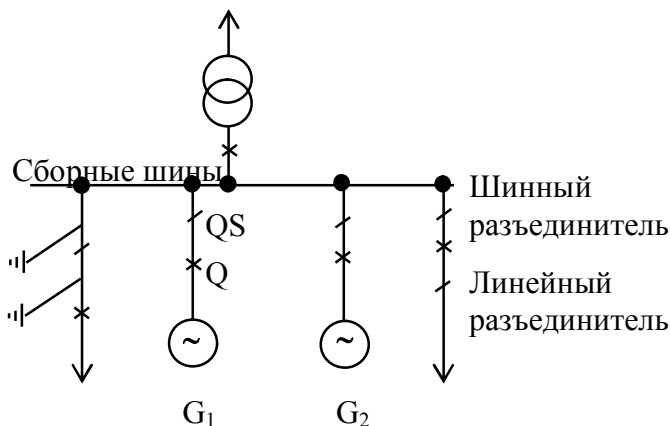 Сборные шины
Шинный
разъединитель
QS
Q
Линейный
разъединитель
~
~
G₁
G₂